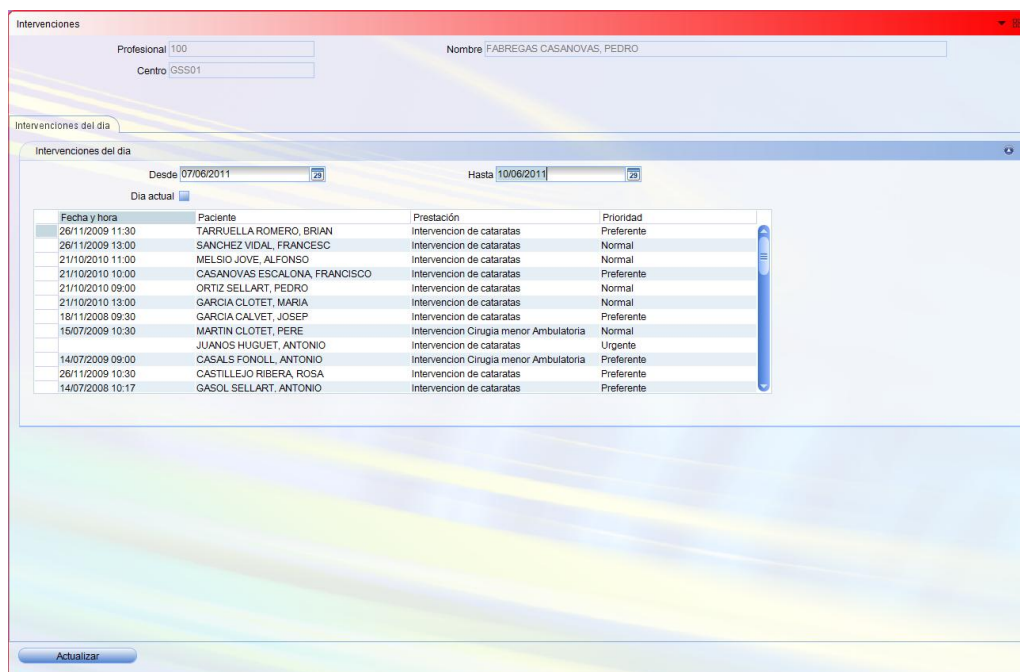 Intervenciones
Profesional 100 Nombre FABREGAS CASANOVAS, PEDRO
Centro GSS01
Intervenciones del dia
Intervenciones del dia
Desde 07/06/2011 29 Hasta 10/06/2011 29
Dia actual
Fecha y hora Paciente Prestación Prioridad
26/11/2009 11:30 TARRUELLA ROMERO, BRIAN Intervencion de cataratas Preferente
26/11/2009 13:00 SANCHEZ VIDAL, FRANCESC Intervencion de cataratas Normal
21/10/2010 11:00 MELSIO JOVE, ALFONSO Intervencion de cataratas Normal
21/10/2010 10:00 CASANOVAS ESCALONA, FRANCISCO Intervencion de cataratas Preferente
21/10/2010 09:00 ORTIZ SELLART, PEDRO Intervencion de cataratas Normal
21/10/2010 13:00 GARCIA CLOTET, MARIA Intervencion de cataratas Normal
18/11/2008 09:30 GARCIA CALVET, JOSEP Intervencion de cataratas Preferente
15/07/2009 10:30 MARTIN CLOTET, PERE Intervencion Cirugia menor Ambulatoria Normal
JUANOS HUGUET, ANTONIO Intervencion de cataratas Urgente
14/07/2009 09:00 CASALS FONOLL, ANTONIO Intervencion Cirugia menor Ambulatoria Preferente
26/11/2009 10:30 CASTILLEJO RIBERA, ROSA Intervencion de cataratas Preferente
14/07/2008 10:17 GASOL SELLART, ANTONIO Intervencion de cataratas Preferente
Actualizar